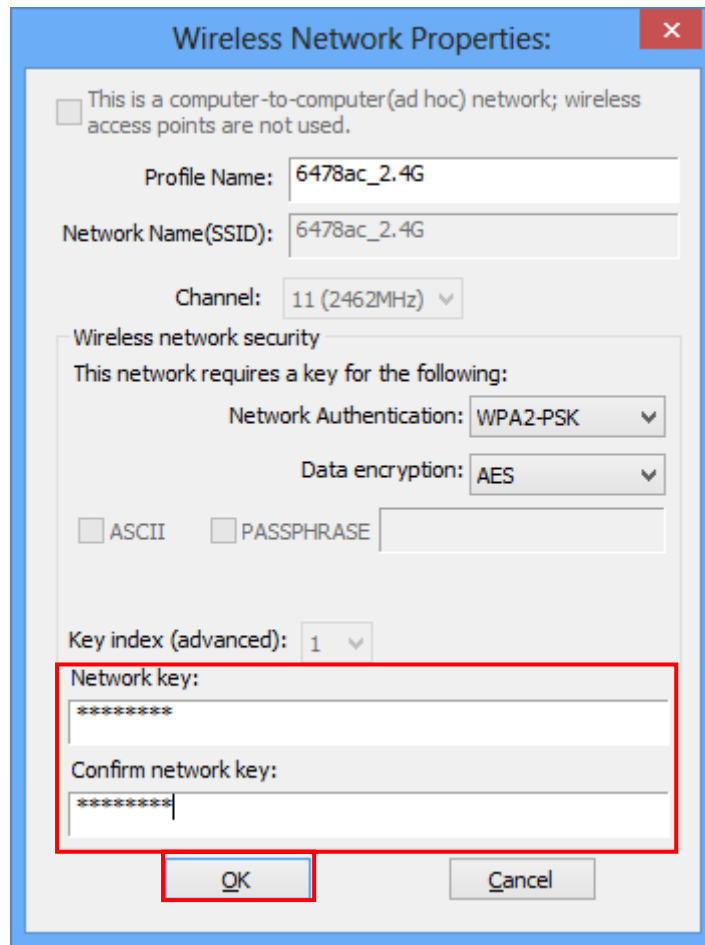 Wireless Network Properties:
This is a computer-to-computer(ad hoc) network; wireless
access points are not used.
Profile Name: 6478ac_2.4G
Network Name(SSID): 6478ac_2.4G
Channel: 11 (2462MHz)
Wireless network security
This network requires a key for the following:
Network Authentication: WPA2-PSK
Data encryption: AES
ASCII PASSPHRASE
Key index (advanced): 1
Network key:
********
Confirm network key:
********
OK Cancel